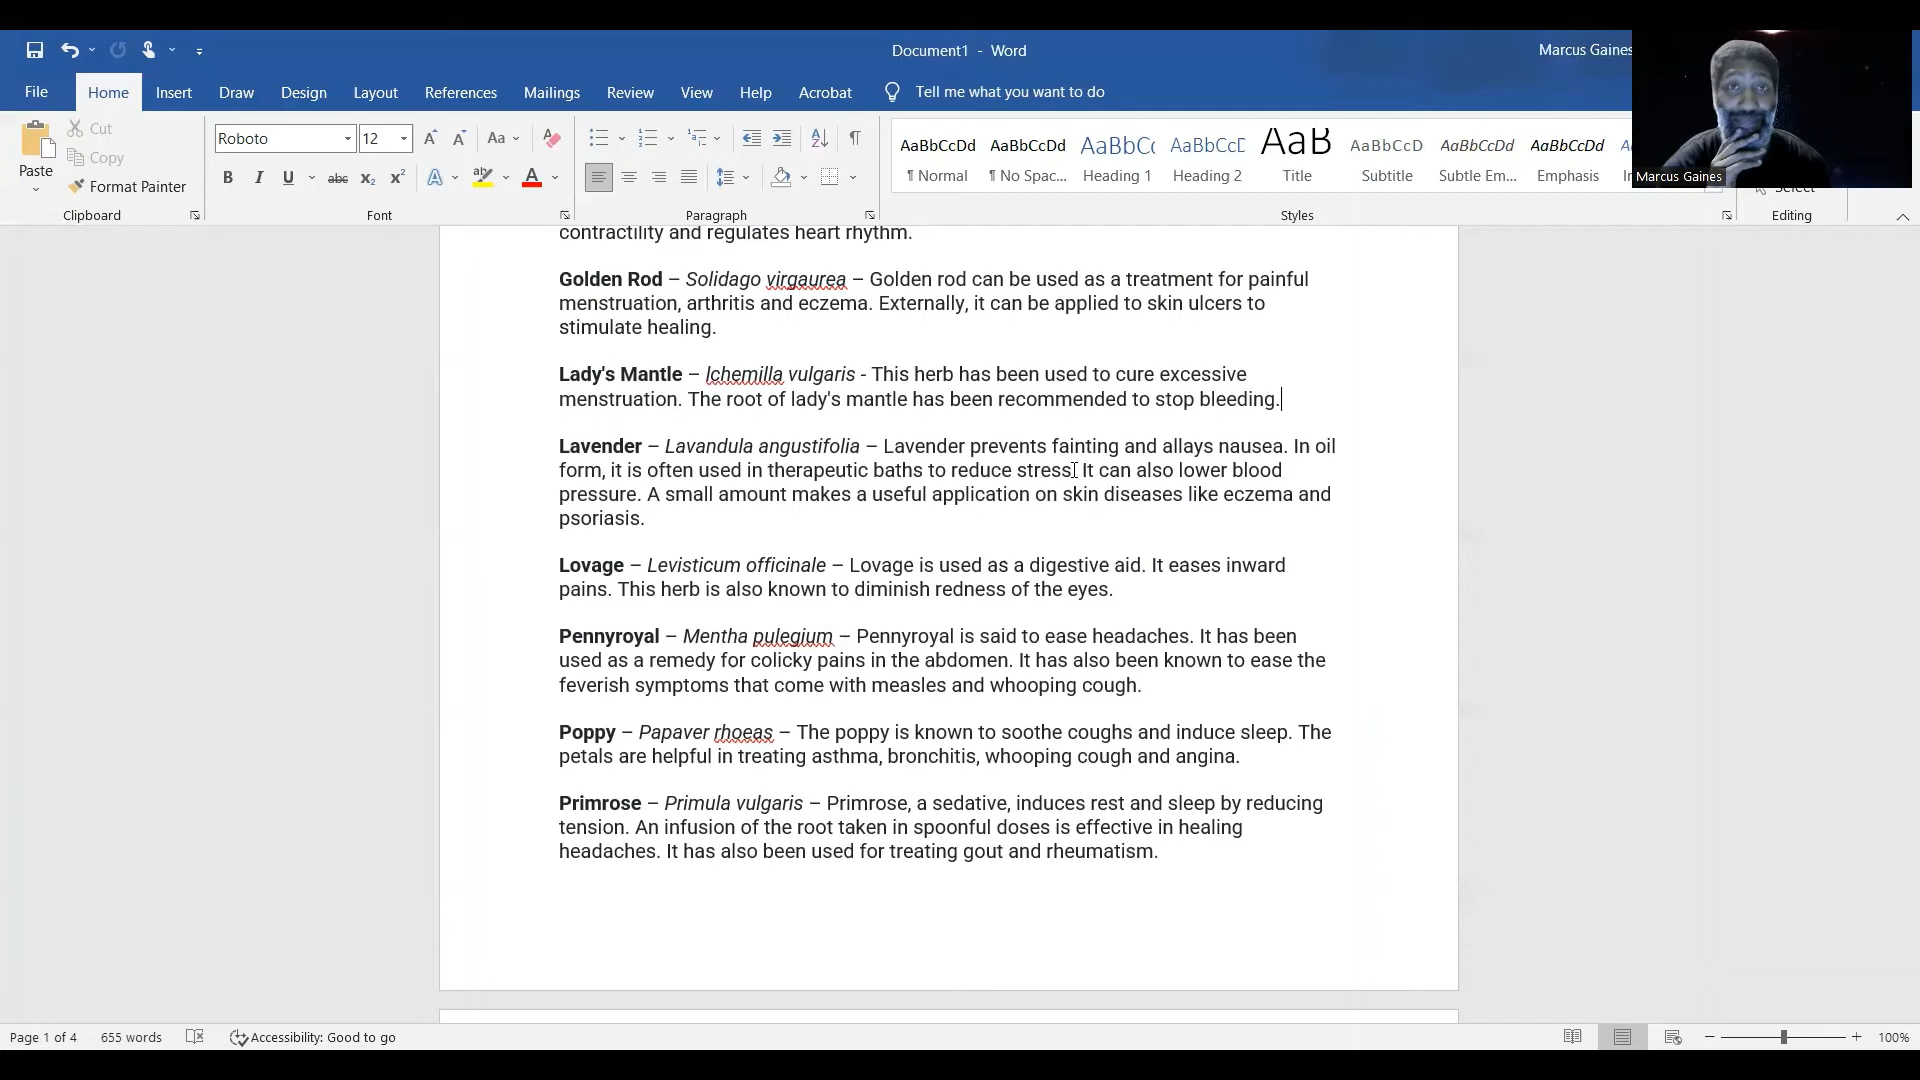 Document1 - Word
Marcus Gaines
File Home Insert Draw Design Layout References Mailings Review View Help Acrobat Tell me what you want to do
Paste
Cut
Copy
Format Painter
Clipboard
Roboto 12 Aa
B I U abc x₂ x² A ab A
Font
Paragraph
AaBbCcDd AaBbCcDd AaBbC AaBbCcD AaB AaBbCcD AaBbCcDd AaBbCcDd
¶ Normal ¶ No Spac... Heading 1 Heading 2 Title Subtitle Subtle Em... Emphasis
Styles
Select
Editing
Marcus Gaines
contractility and regulates heart rhythm.
Golden Rod – Solidago virgaurea – Golden rod can be used as a treatment for painful
menstruation, arthritis and eczema. Externally, it can be applied to skin ulcers to
stimulate healing.
Lady's Mantle – lchemilla vulgaris - This herb has been used to cure excessive
menstruation. The root of lady's mantle has been recommended to stop bleeding.
Lavender – Lavandula angustifolia – Lavender prevents fainting and allays nausea. In oil
form, it is often used in therapeutic baths to reduce stress. It can also lower blood
pressure. A small amount makes a useful application on skin diseases like eczema and
psoriasis.
Lovage – Levisticum officinale – Lovage is used as a digestive aid. It eases inward
pains. This herb is also known to diminish redness of the eyes.
Pennyroyal – Mentha pulegium – Pennyroyal is said to ease headaches. It has been
used as a remedy for colicky pains in the abdomen. It has also been known to ease the
feverish symptoms that come with measles and whooping cough.
Poppy – Papaver rhoeas – The poppy is known to soothe coughs and induce sleep. The
petals are helpful in treating asthma, bronchitis, whooping cough and angina.
Primrose – Primula vulgaris – Primrose, a sedative, induces rest and sleep by reducing
tension. An infusion of the root taken in spoonful doses is effective in healing
headaches. It has also been used for treating gout and rheumatism.
Page 1 of 4 655 words Accessibility: Good to go 100%